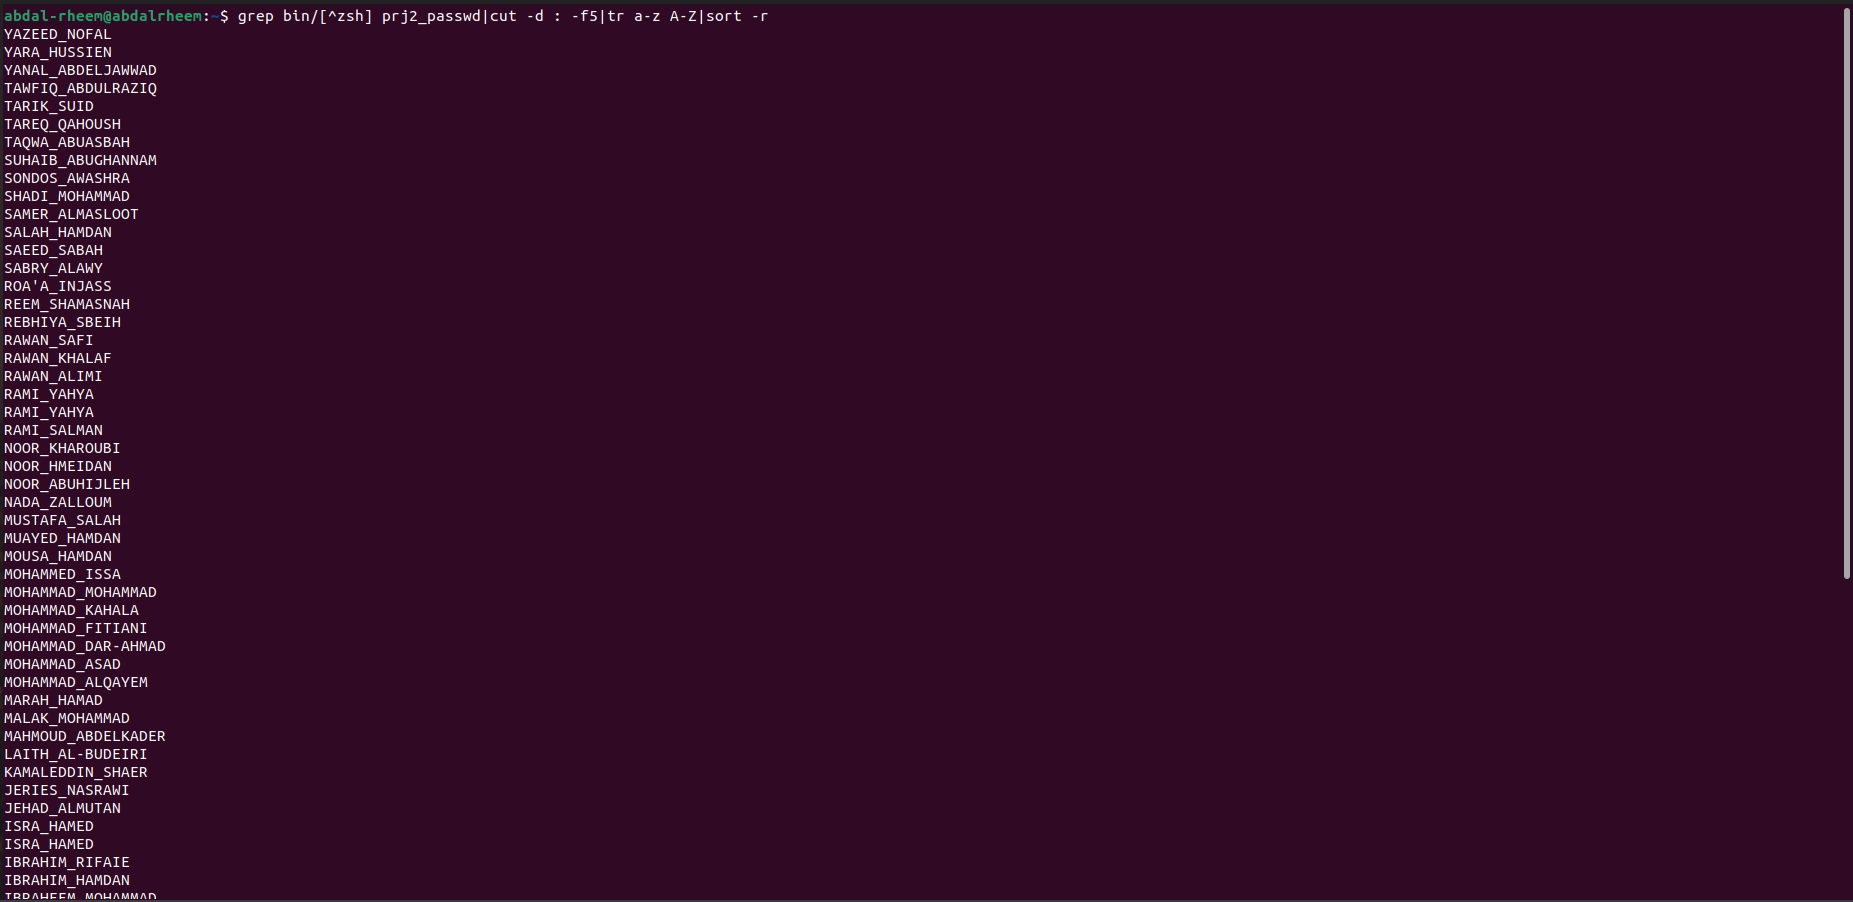 abdal-rheem@abdalrheem:~$ grep bin/[^zsh] prj2_passwd|cut -d : -f5|tr a-z A-Z|sort -r
YAZEED_NOFAL
YARA_HUSSIEN
YANAL_ABDELJAWWAD
TAWFIQ_ABDULRAZIQ
TARIK_SUID
TAREQ_QAHOUSH
TAQWA_ABUASBAH
SUHAIB_ABUGHANNAM
SONDOS_AWASHRA
SHADI_MOHAMMAD
SAMER_ALMASLOOT
SALAH_HAMDAN
SAEED_SABAH
SABRY_ALAWY
ROA'A_INJASS
REEM_SHAMASNAH
REBHIYA_SBEIH
RAWAN_SAFI
RAWAN_KHALAF
RAWAN_ALIMI
RAMI_YAHYA
RAMI_YAHYA
RAMI_SALMAN
NOOR_KHAROUBI
NOOR_HMEIDAN
NOOR_ABUHIJLEH
NADA_ZALLOUM
MUSTAFA_SALAH
MUAYED_HAMDAN
MOUSA_HAMDAN
MOHAMMED_ISSA
MOHAMMAD_MOHAMMAD
MOHAMMAD_KAHALA
MOHAMMAD_FITIANI
MOHAMMAD_DAR-AHMAD
MOHAMMAD_ASAD
MOHAMMAD_ALQAYEM
MARAH_HAMAD
MALAK_MOHAMMAD
MAHMOUD_ABDELKADER
LAITH_AL-BUDEIRI
KAMALEDDIN_SHAER
JERIES_NASRAWI
JEHAD_ALMUTAN
ISRA_HAMED
ISRA_HAMED
IBRAHIM_RIFAIE
IBRAHIM_HAMDAN
IBRAHEEM_MOHAMMAD